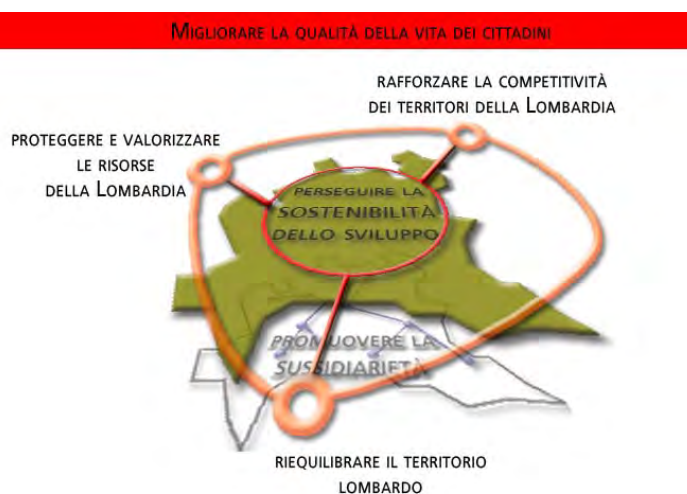 MIGLIORARE LA QUALITÀ DELLA VITA DEI CITTADINI
RAFFORZARE LA COMPETITIVITÀ
DEI TERRITORI DELLA LOMBARDIA
PROTEGGERE E VALORIZZARE
LE RISORSE
DELLA LOMBARDIA
PERSEGUIRE LA
SOSTENIBILITÀ
DELLO SVILUPPO
PROMUOVERE LA
SUSSIDIARIETÀ
RIEQUILIBRARE IL TERRITORIO
LOMBARDO